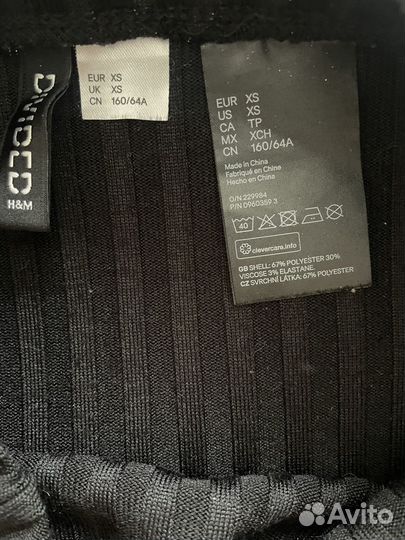 DIVIDED
H&M
EUR XS
UK XS
CN 160/64A
EUR XS
US XS
CA TP
MX XCH
CN 160/64A
Made in China
Fabriqué en Chine
Hecho en China
O/N 229984
P/N 0960359 3
40
clevercare.info
GB SHELL: 67% POLYESTER 30%
VISCOSE 3% ELASTANE.
CZ SVRCHNÍ LÁTKA: 67% POLYESTER
Avito